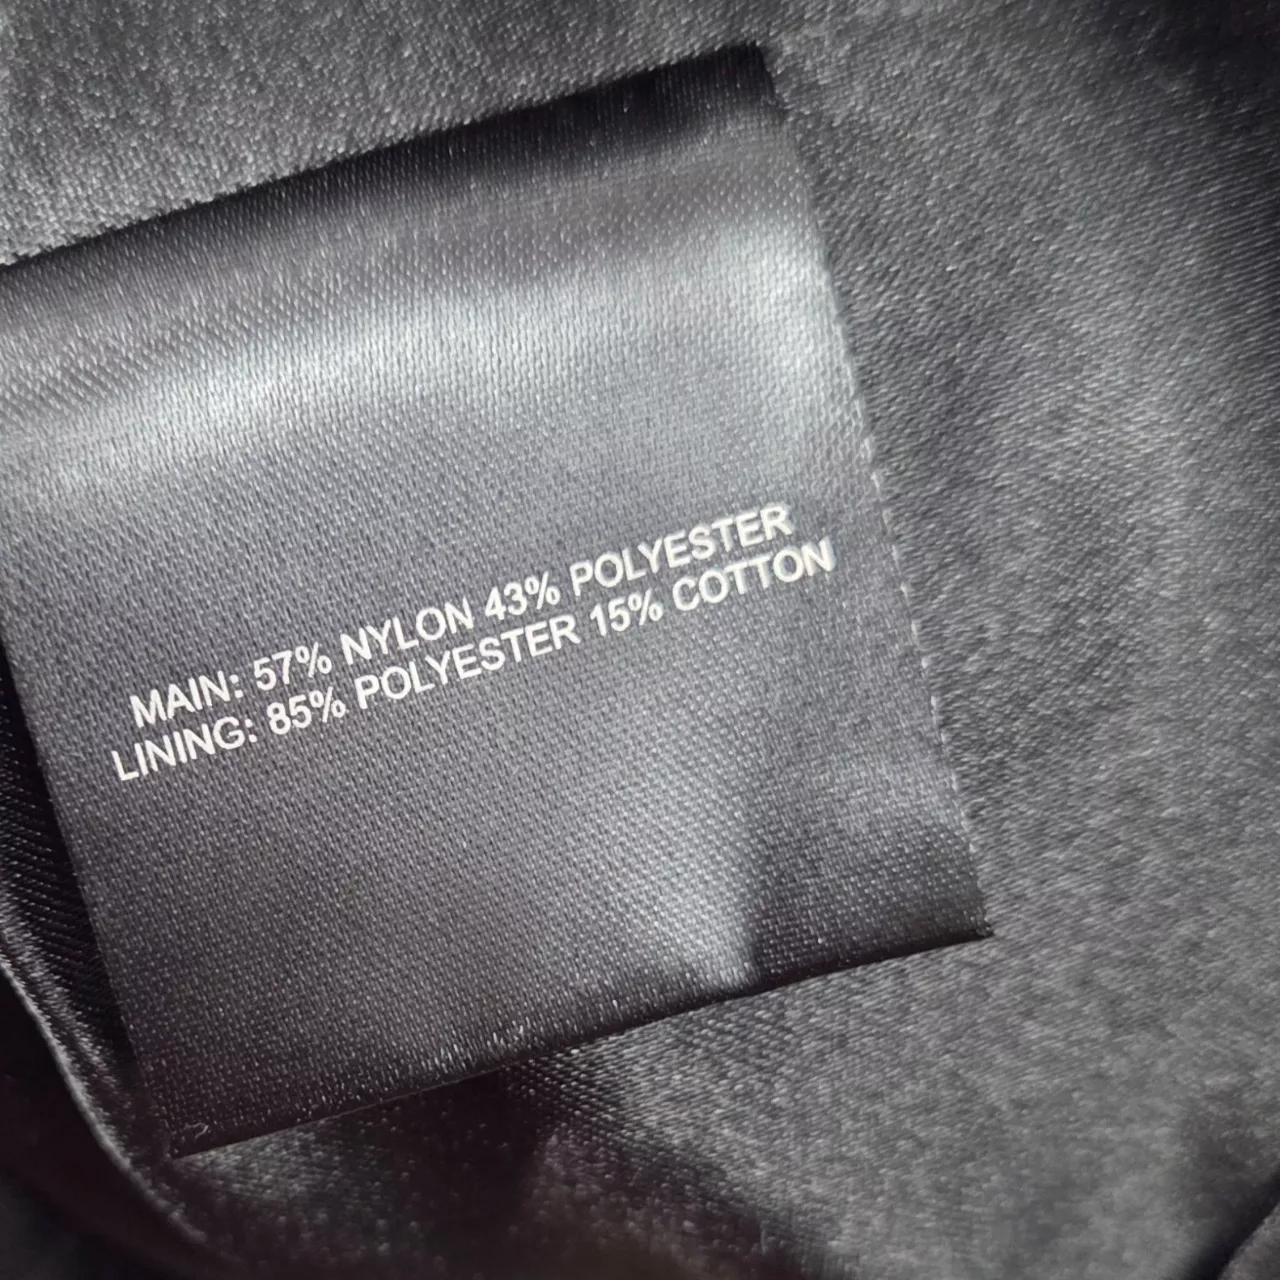 MAIN: 57% NYLON 43% POLYESTER
LINING: 85% POLYESTER 15% COTTON